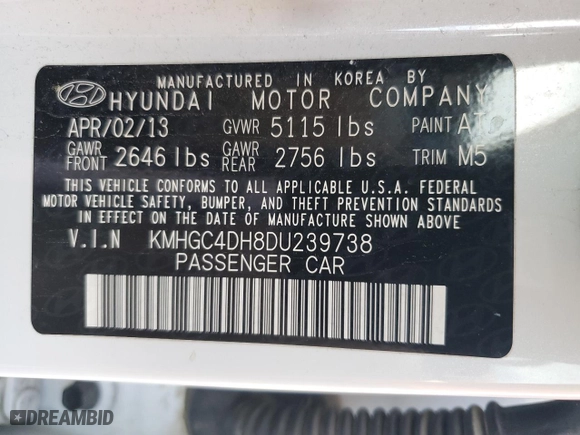 MANUFACTURED IN KOREA BY
HYUNDAI MOTOR COMPANY
APR/02/13 GVWR 5115 lbs PAINT
GAWR FRONT 2646 lbs GAWR REAR 2756 lbs TRIM M5
THIS VEHICLE CONFORMS TO ALL APPLICABLE U.S.A. FEDERAL
MOTOR VEHICLE SAFETY, BUMPER, AND THEFT PREVENTION STANDARDS
IN EFFECT ON THE DATE OF MANUFACTURE SHOWN ABOVE
V.I.N KMHGC4DH8DU239738
PASSENGER CAR
DREAMBID